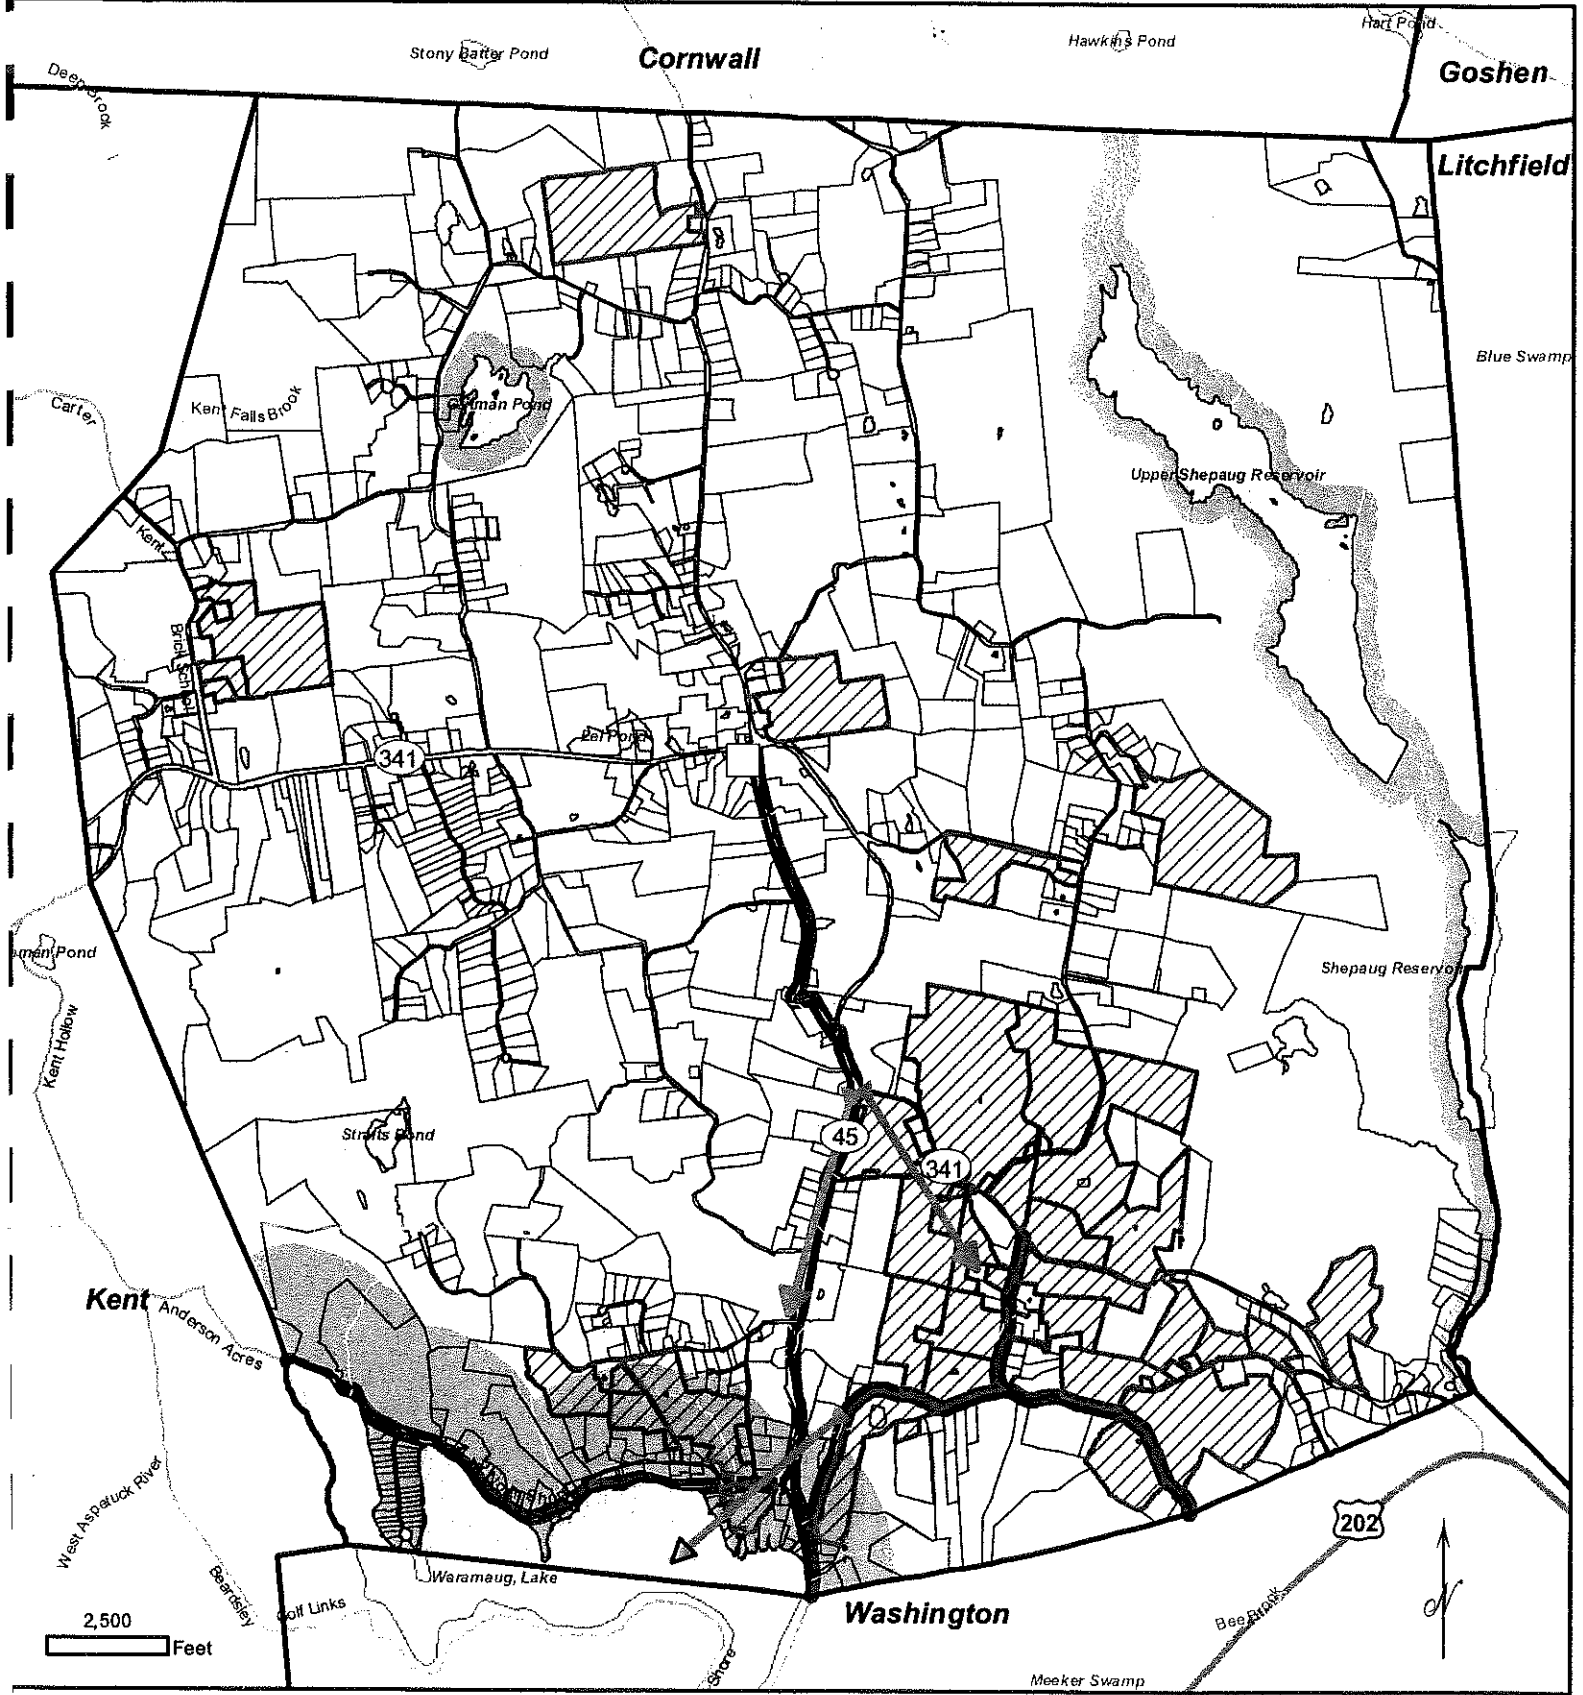 Hart Pond
Stony Batter Pond
Cornwall
Hawkins Pond
Goshen
Deep Brook
Litchfield
Blue Swamp
Carter
Kent Falls Brook
Upper Shepaug Reservoir
Kent
Brick School
341
Shepaug Reservoir
Kent Hollow
Straits Pond
45
341
Kent
Anderson Acres
West Aspetuck River
202
Waramaug, Lake
Beardsley
Golf Links
Washington
Bee Brook
2,500
Feet
Shore
Meeker Swamp
N